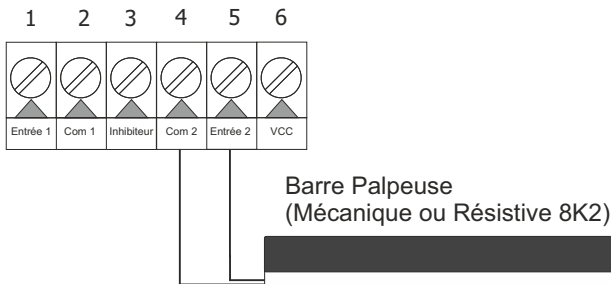 1 2 3 4 5 6
Entrée 1 Com 1 Inhibiteur Com 2 Entrée 2 VCC
Barre Palpeuse
(Mécanique ou Résistive 8K2)